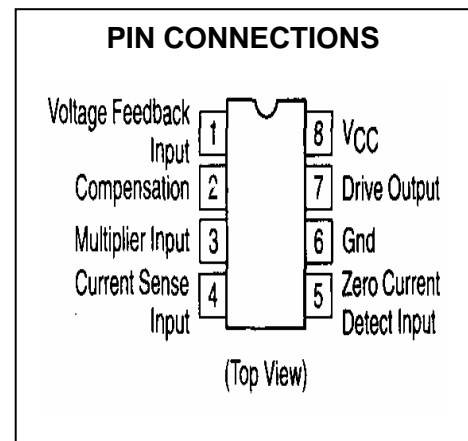 PIN CONNECTIONS
Voltage Feedback
Input
1
8 VCC
Compensation 2
7 Drive Output
Multiplier Input 3
6 Gnd
Current Sense
Input
4
5 Zero Current
Detect Input
(Top View)